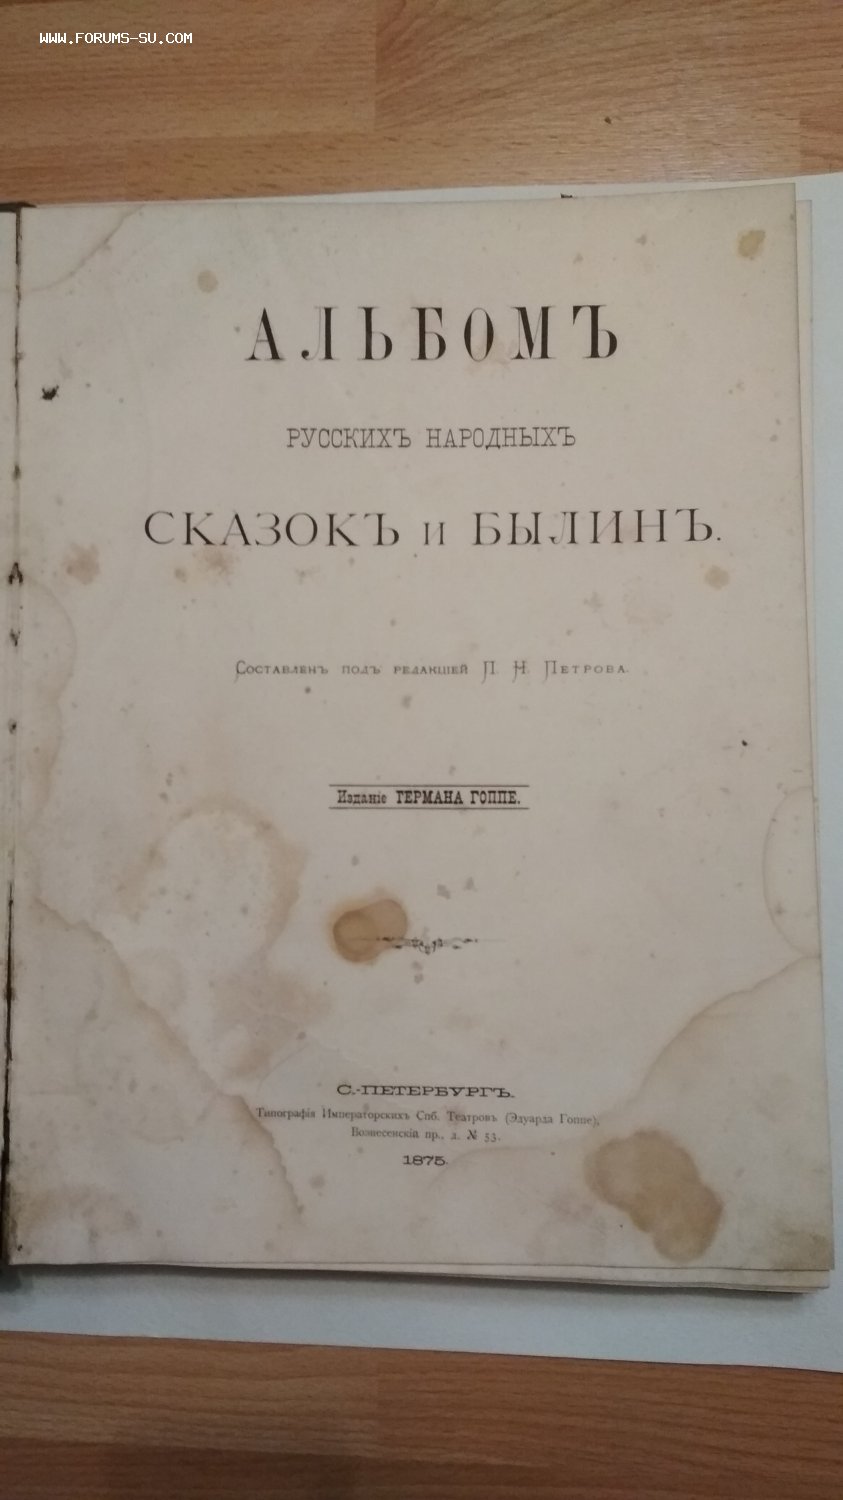 WWW.FORUMS-SU.COM
АЛЬБОМЪ
РУССКИХЪ НАРОДНЫХЪ
СКАЗОКЪ И БЫЛИНЪ.
Составленъ подъ редакціей П. Н. Петрова.
Изданіе ГЕРМАНА ГОППЕ.
С.-ПЕТЕРБУРГЪ.
Типографія Императорскихъ Спб. Театровъ (Эдуарда Гоппе),
Вознесенскій пр., д. № 53.
1875.